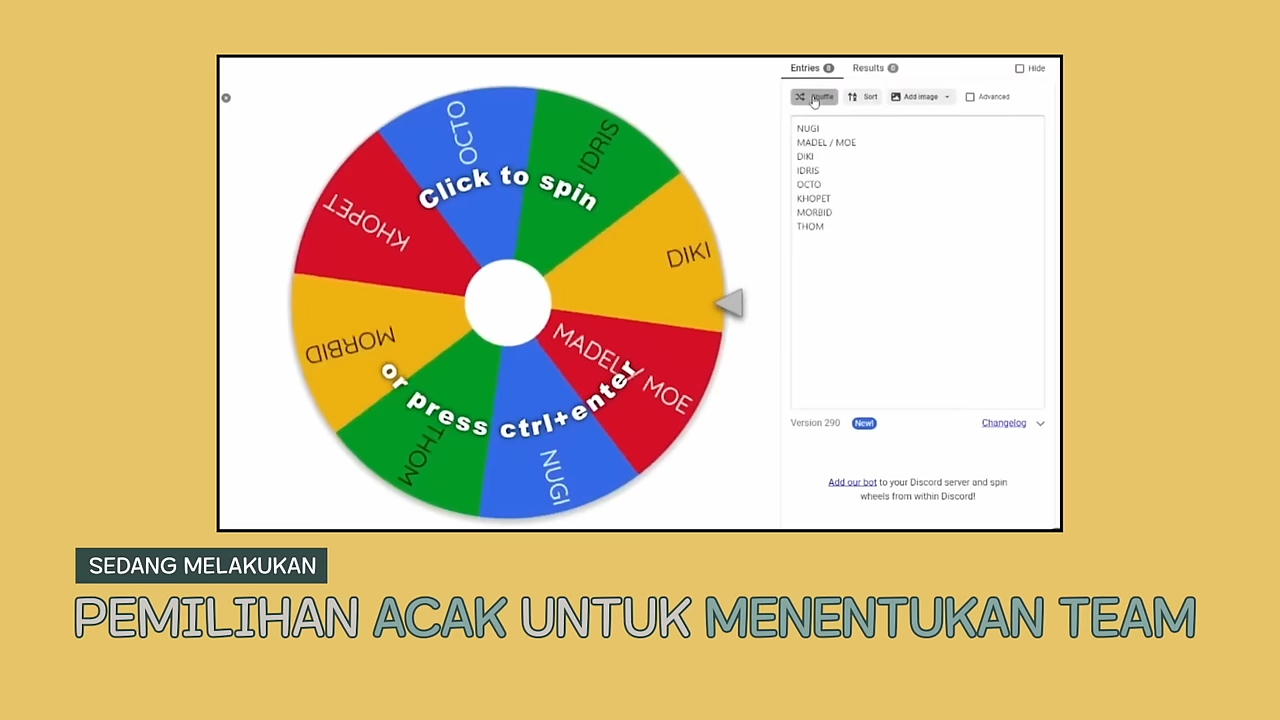 Entries 8 Results 0 Hide
Shuffle Sort Add image Advanced
NUGI
MADEL / MOE
DIKI
IDRIS
OCTO
KHOPET
MORBID
THOM
Version 290 New! Changelog
Add our bot to your Discord server and spin
wheels from within Discord!
OCTO
IDRIS
DIKI
MADEL / MOE
NUGI
THOM
MORBID
KHOPET
Click to spin
or press ctrl+enter
SEDANG MELAKUKAN
PEMILIHAN ACAK UNTUK MENENTUKAN TEAM